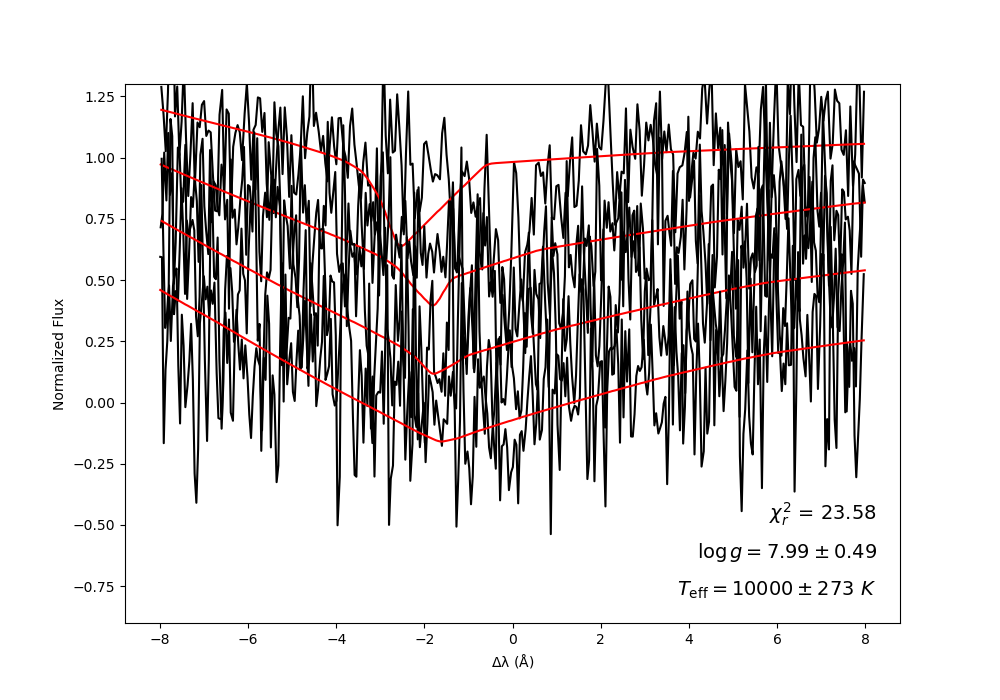 1.25
1.00
0.75
0.50
0.25
0.00
−0.25
−0.50
−0.75
Normalized Flux
χ²ᵣ = 23.58
log g = 7.99 ± 0.49
T_eff = 10000 ± 273 K
−8 −6 −4 −2 0 2 4 6 8
Δλ (Å)